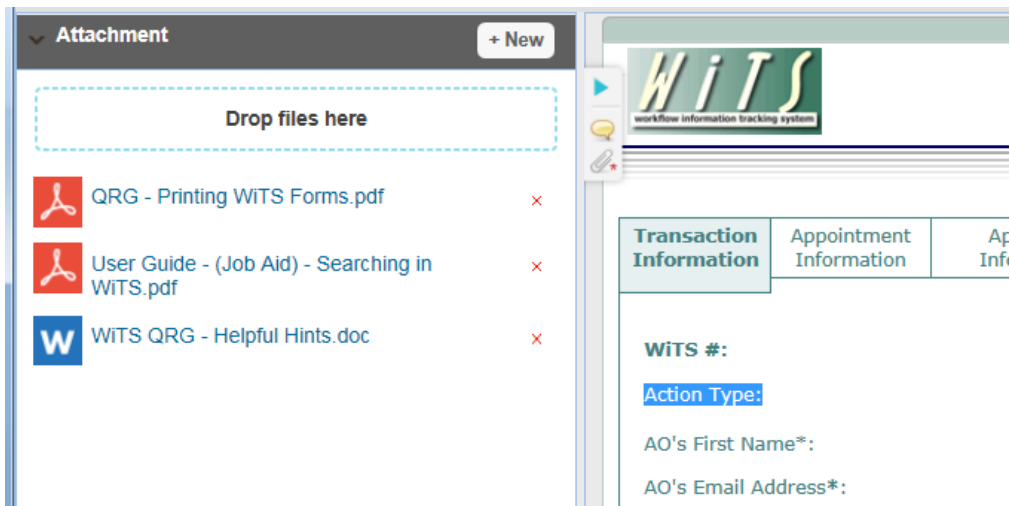 Attachment
+ New
Drop files here
QRG - Printing WiTS Forms.pdf
×
User Guide - (Job Aid) - Searching in
WiTS.pdf
×
W
WiTS QRG - Helpful Hints.doc
×
WiTS
workflow information tracking system
Transaction
Information
Appointment
Information
Ap
Info
WiTS #:
Action Type:
AO's First Name*:
AO's Email Address*: